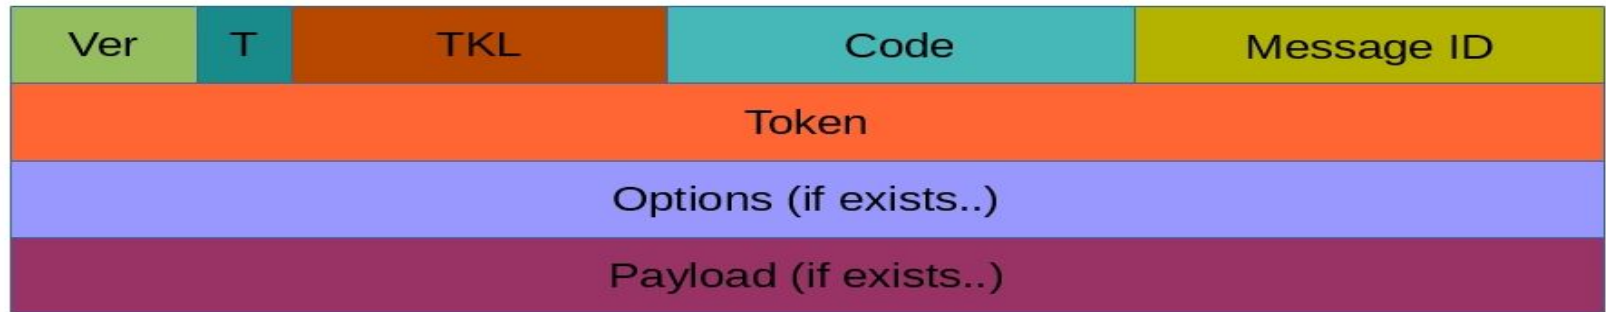 Ver T TKL Code Message ID
Token
Options (if exists..)
Payload (if exists..)